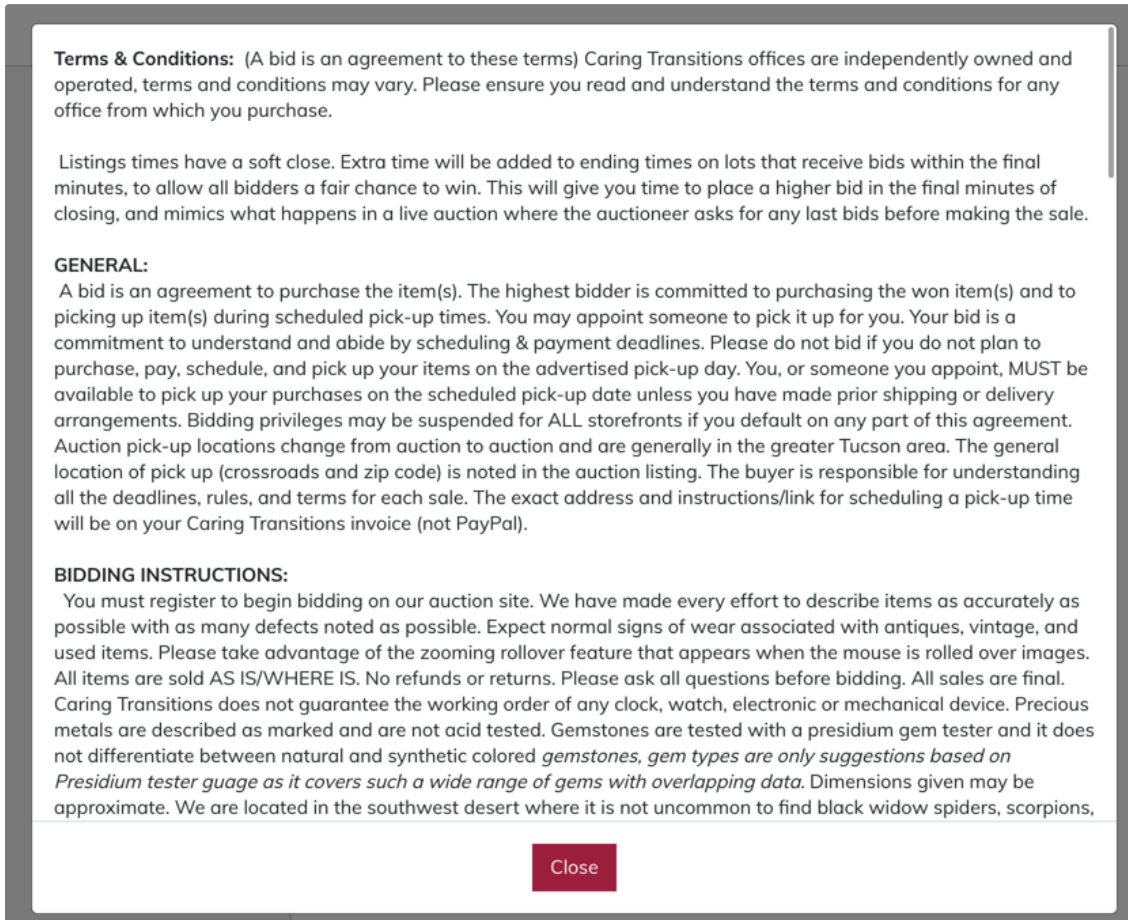 Terms & Conditions: (A bid is an agreement to these terms) Caring Transitions offices are independently owned and
operated, terms and conditions may vary. Please ensure you read and understand the terms and conditions for any
office from which you purchase.
Listings times have a soft close. Extra time will be added to ending times on lots that receive bids within the final
minutes, to allow all bidders a fair chance to win. This will give you time to place a higher bid in the final minutes of
closing, and mimics what happens in a live auction where the auctioneer asks for any last bids before making the sale.
GENERAL:
A bid is an agreement to purchase the item(s). The highest bidder is committed to purchasing the won item(s) and to
picking up item(s) during scheduled pick-up times. You may appoint someone to pick it up for you. Your bid is a
commitment to understand and abide by scheduling & payment deadlines. Please do not bid if you do not plan to
purchase, pay, schedule, and pick up your items on the advertised pick-up day. You, or someone you appoint, MUST be
available to pick up your purchases on the scheduled pick-up date unless you have made prior shipping or delivery
arrangements. Bidding privileges may be suspended for ALL storefronts if you default on any part of this agreement.
Auction pick-up locations change from auction to auction and are generally in the greater Tucson area. The general
location of pick up (crossroads and zip code) is noted in the auction listing. The buyer is responsible for understanding
all the deadlines, rules, and terms for each sale. The exact address and instructions/link for scheduling a pick-up time
will be on your Caring Transitions invoice (not PayPal).
BIDDING INSTRUCTIONS:
You must register to begin bidding on our auction site. We have made every effort to describe items as accurately as
possible with as many defects noted as possible. Expect normal signs of wear associated with antiques, vintage, and
used items. Please take advantage of the zooming rollover feature that appears when the mouse is rolled over images.
All items are sold AS IS/WHERE IS. No refunds or returns. Please ask all questions before bidding. All sales are final.
Caring Transitions does not guarantee the working order of any clock, watch, electronic or mechanical device. Precious
metals are described as marked and are not acid tested. Gemstones are tested with a presidium gem tester and it does
not differentiate between natural and synthetic colored gemstones, gem types are only suggestions based on
Presidium tester guage as it covers such a wide range of gems with overlapping data. Dimensions given may be
approximate. We are located in the southwest desert where it is not uncommon to find black widow spiders, scorpions,
Close